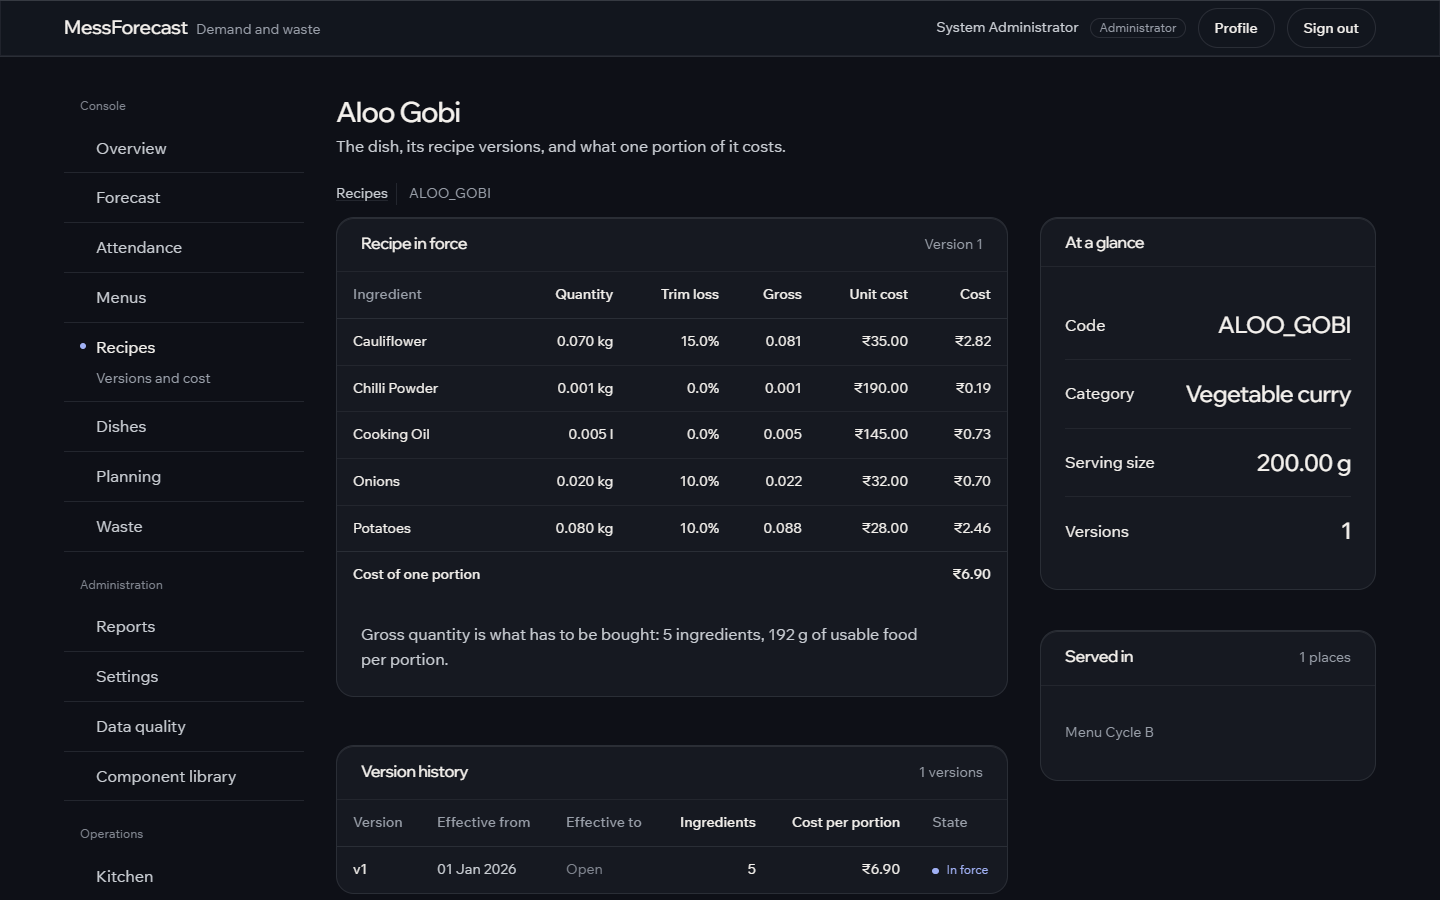 MessForecast Demand and waste
System Administrator Administrator Profile Sign out
Console
Overview
Forecast
Attendance
Menus
Recipes
Versions and cost
Dishes
Planning
Waste
Administration
Reports
Settings
Data quality
Component library
Operations
Kitchen
Aloo Gobi
The dish, its recipe versions, and what one portion of it costs.
Recipes ALOO_GOBI
Recipe in force Version 1
Ingredient Quantity Trim loss Gross Unit cost Cost
Cauliflower 0.070 kg 15.0% 0.081 ₹35.00 ₹2.82
Chilli Powder 0.001 kg 0.0% 0.001 ₹190.00 ₹0.19
Cooking Oil 0.005 l 0.0% 0.005 ₹145.00 ₹0.73
Onions 0.020 kg 10.0% 0.022 ₹32.00 ₹0.70
Potatoes 0.080 kg 10.0% 0.088 ₹28.00 ₹2.46
Cost of one portion ₹6.90
Gross quantity is what has to be bought: 5 ingredients, 192 g of usable food
per portion.
Version history 1 versions
Version Effective from Effective to Ingredients Cost per portion State
v1 01 Jan 2026 Open 5 ₹6.90 In force
At a glance
Code ALOO_GOBI
Category Vegetable curry
Serving size 200.00 g
Versions 1
Served in 1 places
Menu Cycle B